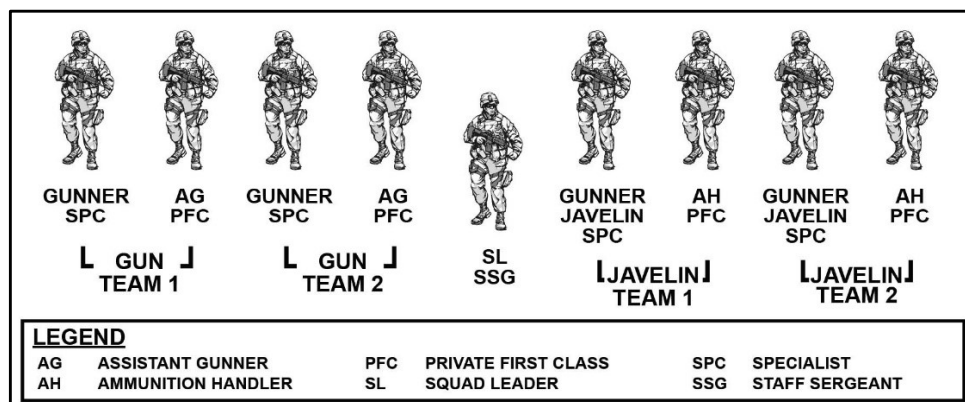 GUNNER
SPC
AG
PFC
GUNNER
SPC
AG
PFC
SL
SSG
GUNNER
JAVELIN
SPC
AH
PFC
GUNNER
JAVELIN
SPC
AH
PFC
GUN
TEAM 1
GUN
TEAM 2
JAVELIN
TEAM 1
JAVELIN
TEAM 2
LEGEND
AG ASSISTANT GUNNER PFC PRIVATE FIRST CLASS SPC SPECIALIST
AH AMMUNITION HANDLER SL SQUAD LEADER SSG STAFF SERGEANT